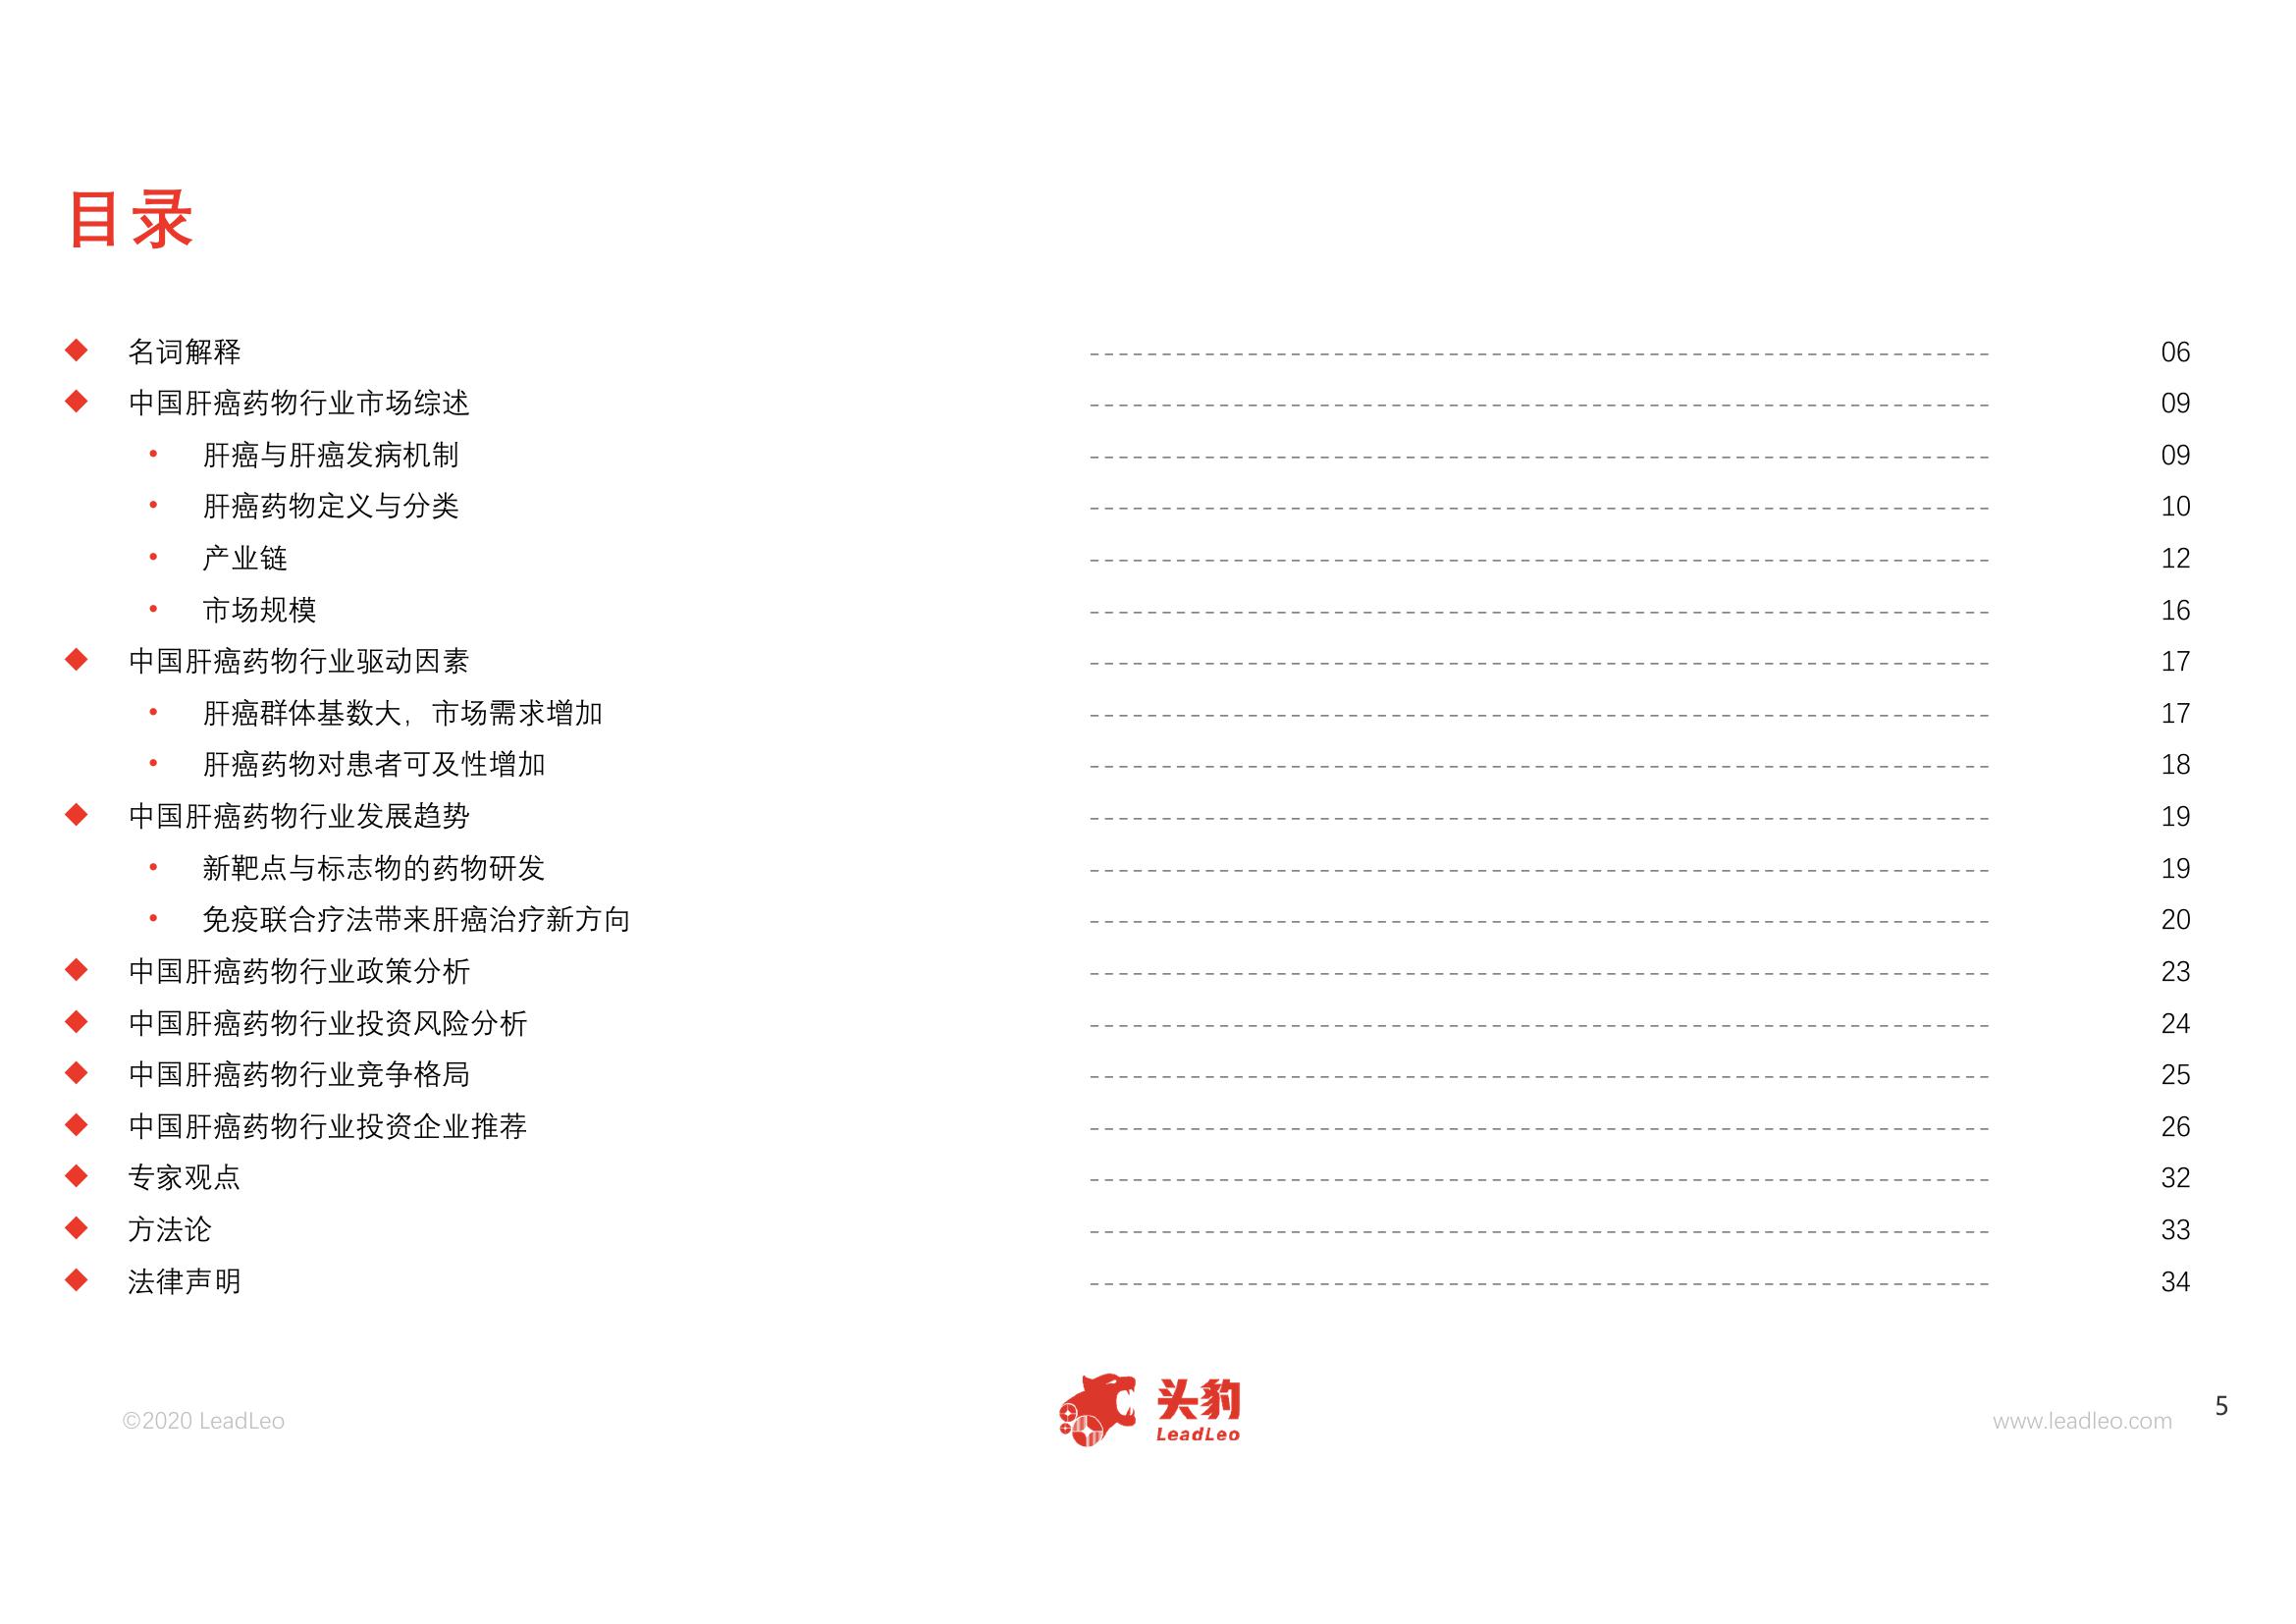 目录
◆ 名词解释 ---------- 06
◆ 中国肝癌药物行业市场综述 ---------- 09
• 肝癌与肝癌发病机制 ---------- 09
• 肝癌药物定义与分类 ---------- 10
• 产业链 ---------- 12
• 市场规模 ---------- 16
◆ 中国肝癌药物行业驱动因素 ---------- 17
• 肝癌群体基数大，市场需求增加 ---------- 17
• 肝癌药物对患者可及性增加 ---------- 18
◆ 中国肝癌药物行业发展趋势 ---------- 19
• 新靶点与标志物的药物研发 ---------- 19
• 免疫联合疗法带来肝癌治疗新方向 ---------- 20
◆ 中国肝癌药物行业政策分析 ---------- 23
◆ 中国肝癌药物行业投资风险分析 ---------- 24
◆ 中国肝癌药物行业竞争格局 ---------- 25
◆ 中国肝癌药物行业投资企业推荐 ---------- 26
◆ 专家观点 ---------- 32
◆ 方法论 ---------- 33
◆ 法律声明 ---------- 34
©2020 LeadLeo
头豹
LeadLeo
www.leadleo.com
5